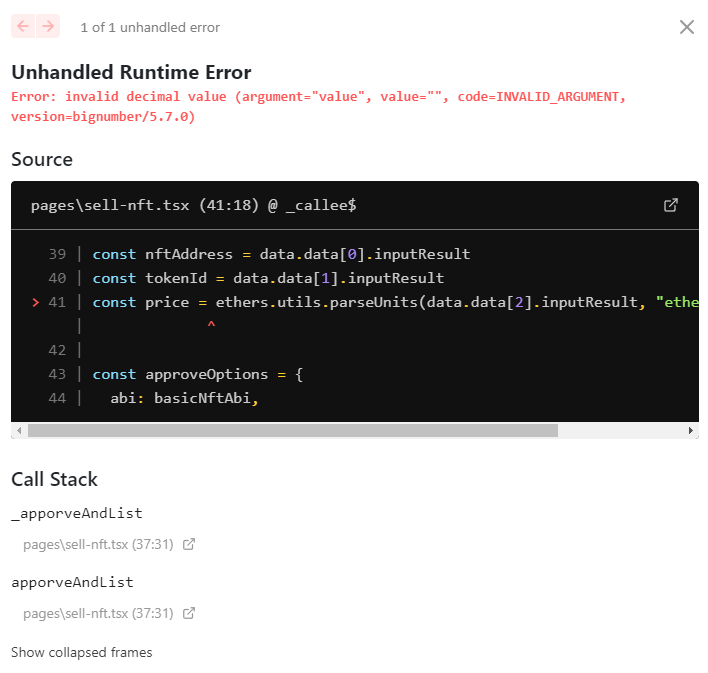 1 of 1 unhandled error
Unhandled Runtime Error
Error: invalid decimal value (argument="value", value="", code=INVALID_ARGUMENT,
version=bignumber/5.7.0)
Source
pages\sell-nft.tsx (41:18) @ _callee$
39 | const nftAddress = data.data[0].inputResult
40 | const tokenId = data.data[1].inputResult
> 41 | const price = ethers.utils.parseUnits(data.data[2].inputResult, "ethe
| ^
42 |
43 | const approveOptions = {
44 | abi: basicNftAbi,
Call Stack
_apporveAndList
pages\sell-nft.tsx (37:31)
apporveAndList
pages\sell-nft.tsx (37:31)
Show collapsed frames